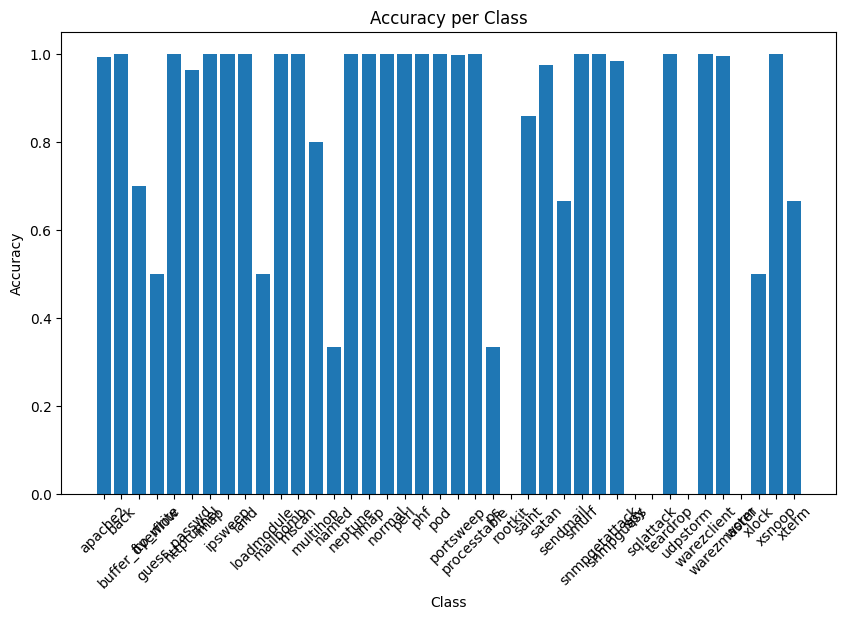 Accuracy per Class
Accuracy
1.0
0.8
0.6
0.4
0.2
0.0
apache2
back
buffer_overflow
ftp_write
guess_passwd
httptunnel
imap
ipsweep
land
loadmodule
mailbomb
mscan
multihop
named
neptune
nmap
normal
perl
phf
pod
portsweep
processtable
ps
rootkit
saint
satan
sendmail
smurf
snmpgetattack
snmpguess
spy
sqlattack
teardrop
udpstorm
warezclient
warezmaster
worm
xlock
xsnoop
xterm
Class